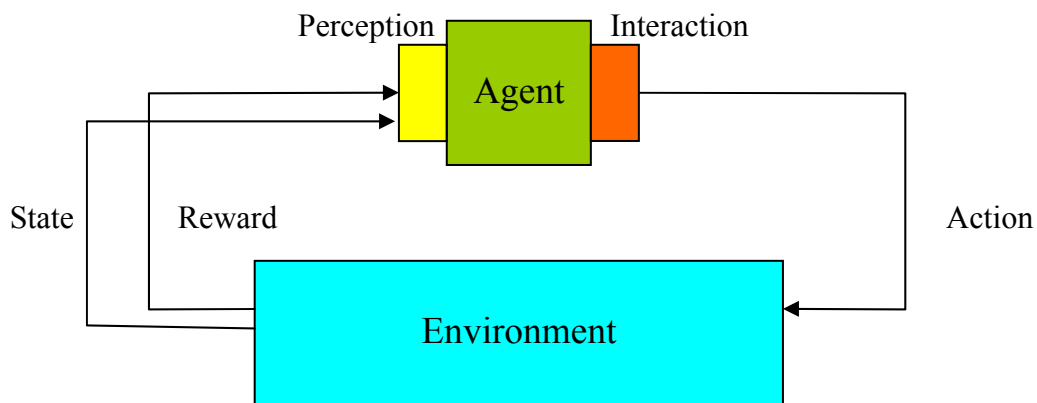 Perception
Interaction
Agent
State
Reward
Action
Environment